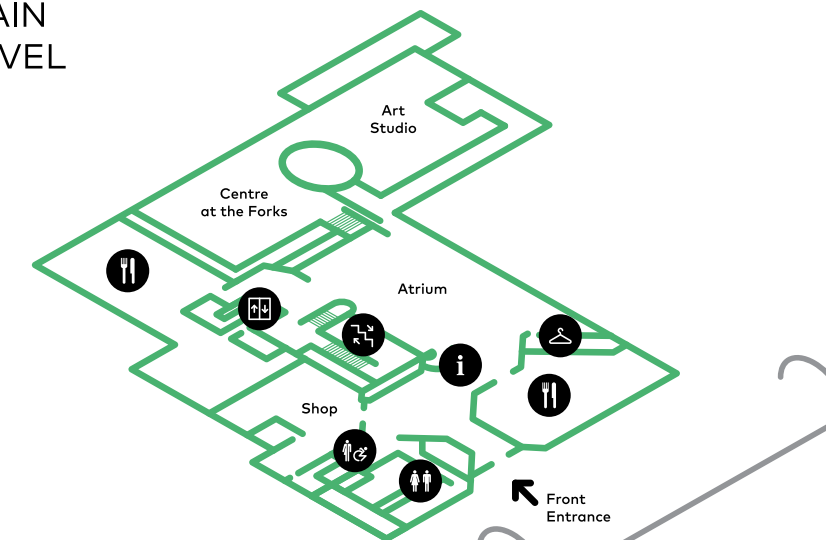 AIN
VEL
Art
Studio
Centre
at the Forks
Atrium
i
Shop
Front
Entrance